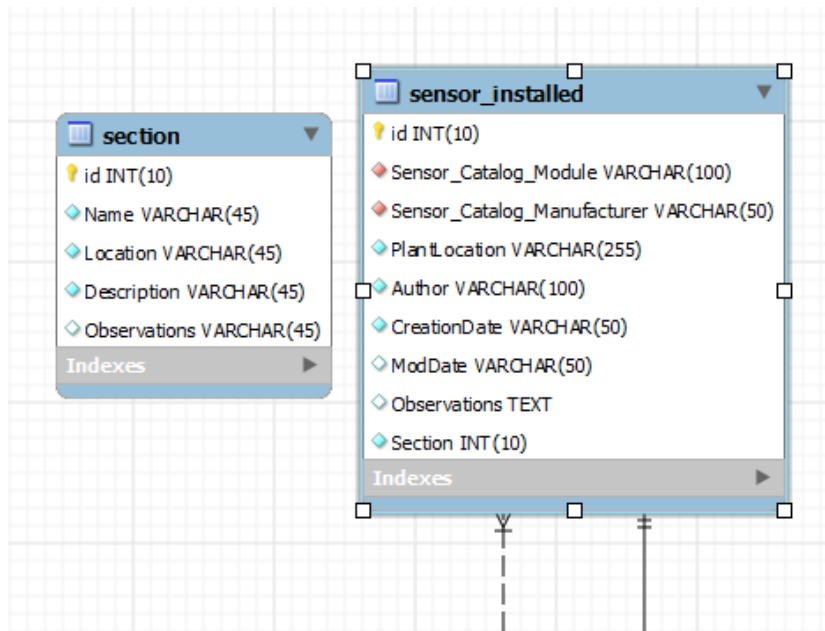 section
id INT(10)
Name VARCHAR(45)
Location VARCHAR(45)
Description VARCHAR(45)
Observations VARCHAR(45)
Indexes
sensor_installed
id INT(10)
Sensor_Catalog_Module VARCHAR(100)
Sensor_Catalog_Manufacturer VARCHAR(50)
PlantLocation VARCHAR(255)
Author VARCHAR(100)
CreationDate VARCHAR(50)
ModDate VARCHAR(50)
Observations TEXT
Section INT(10)
Indexes